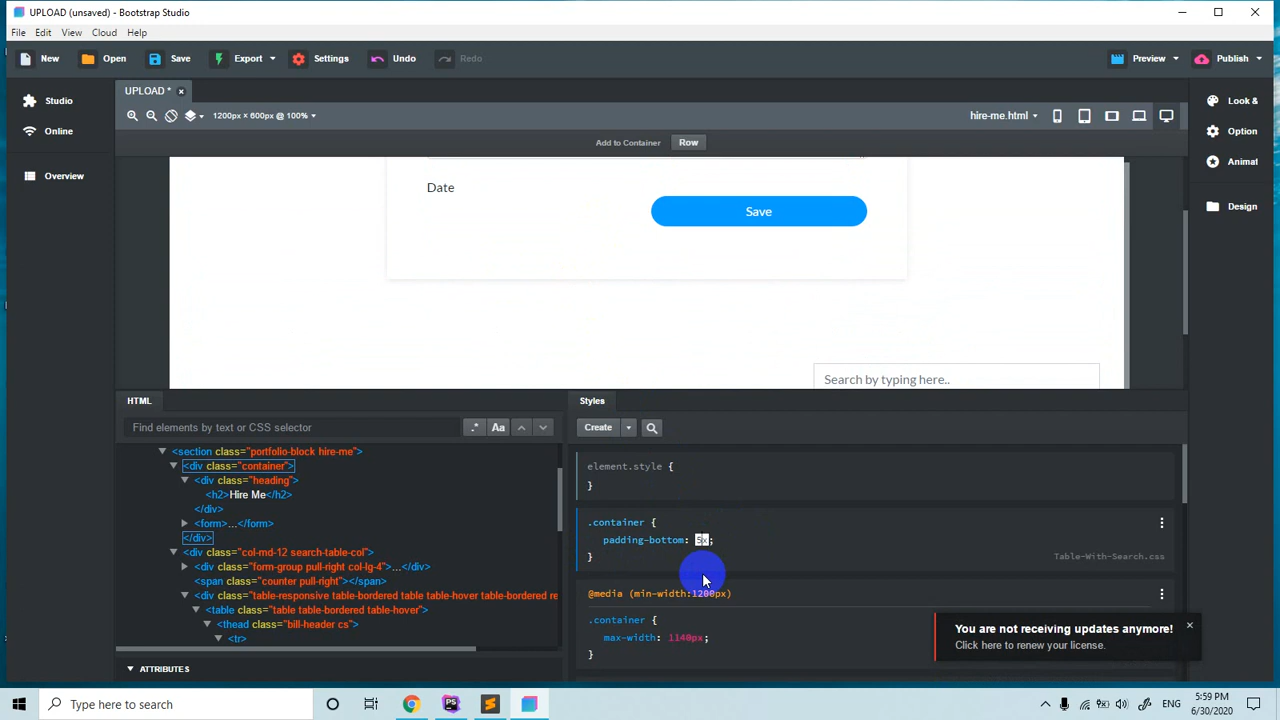 UPLOAD (unsaved) - Bootstrap Studio
File Edit View Cloud Help
New Open Save Export Settings Undo Redo Preview Publish
UPLOAD *
Studio
Online
Overview
1200px × 600px @ 100%
hire-me.html
Look &
Option
Animat
Design
Add to Container Row
Date
Save
Search by typing here..
HTML
Find elements by text or CSS selector
.* Aa
<section class="portfolio-block hire-me">
<div class="container">
<div class="heading">
<h2>Hire Me</h2>
</div>
<form>...</form>
</div>
<div class="col-md-12 search-table-col">
<div class="form-group pull-right col-lg-4">...</div>
<span class="counter pull-right"></span>
<div class="table-responsive table-bordered table table-hover table-bordered re
<table class="table table-bordered table-hover">
<thead class="bill-header cs">
<tr>
ATTRIBUTES
Styles
Create
element.style {
}
.container {
padding-bottom: 5x;
}
Table-With-Search.css
@media (min-width:1200px)
.container {
max-width: 1140px;
}
You are not receiving updates anymore!
Click here to renew your license.
Type here to search
PS
ENG
5:59 PM
6/30/2020